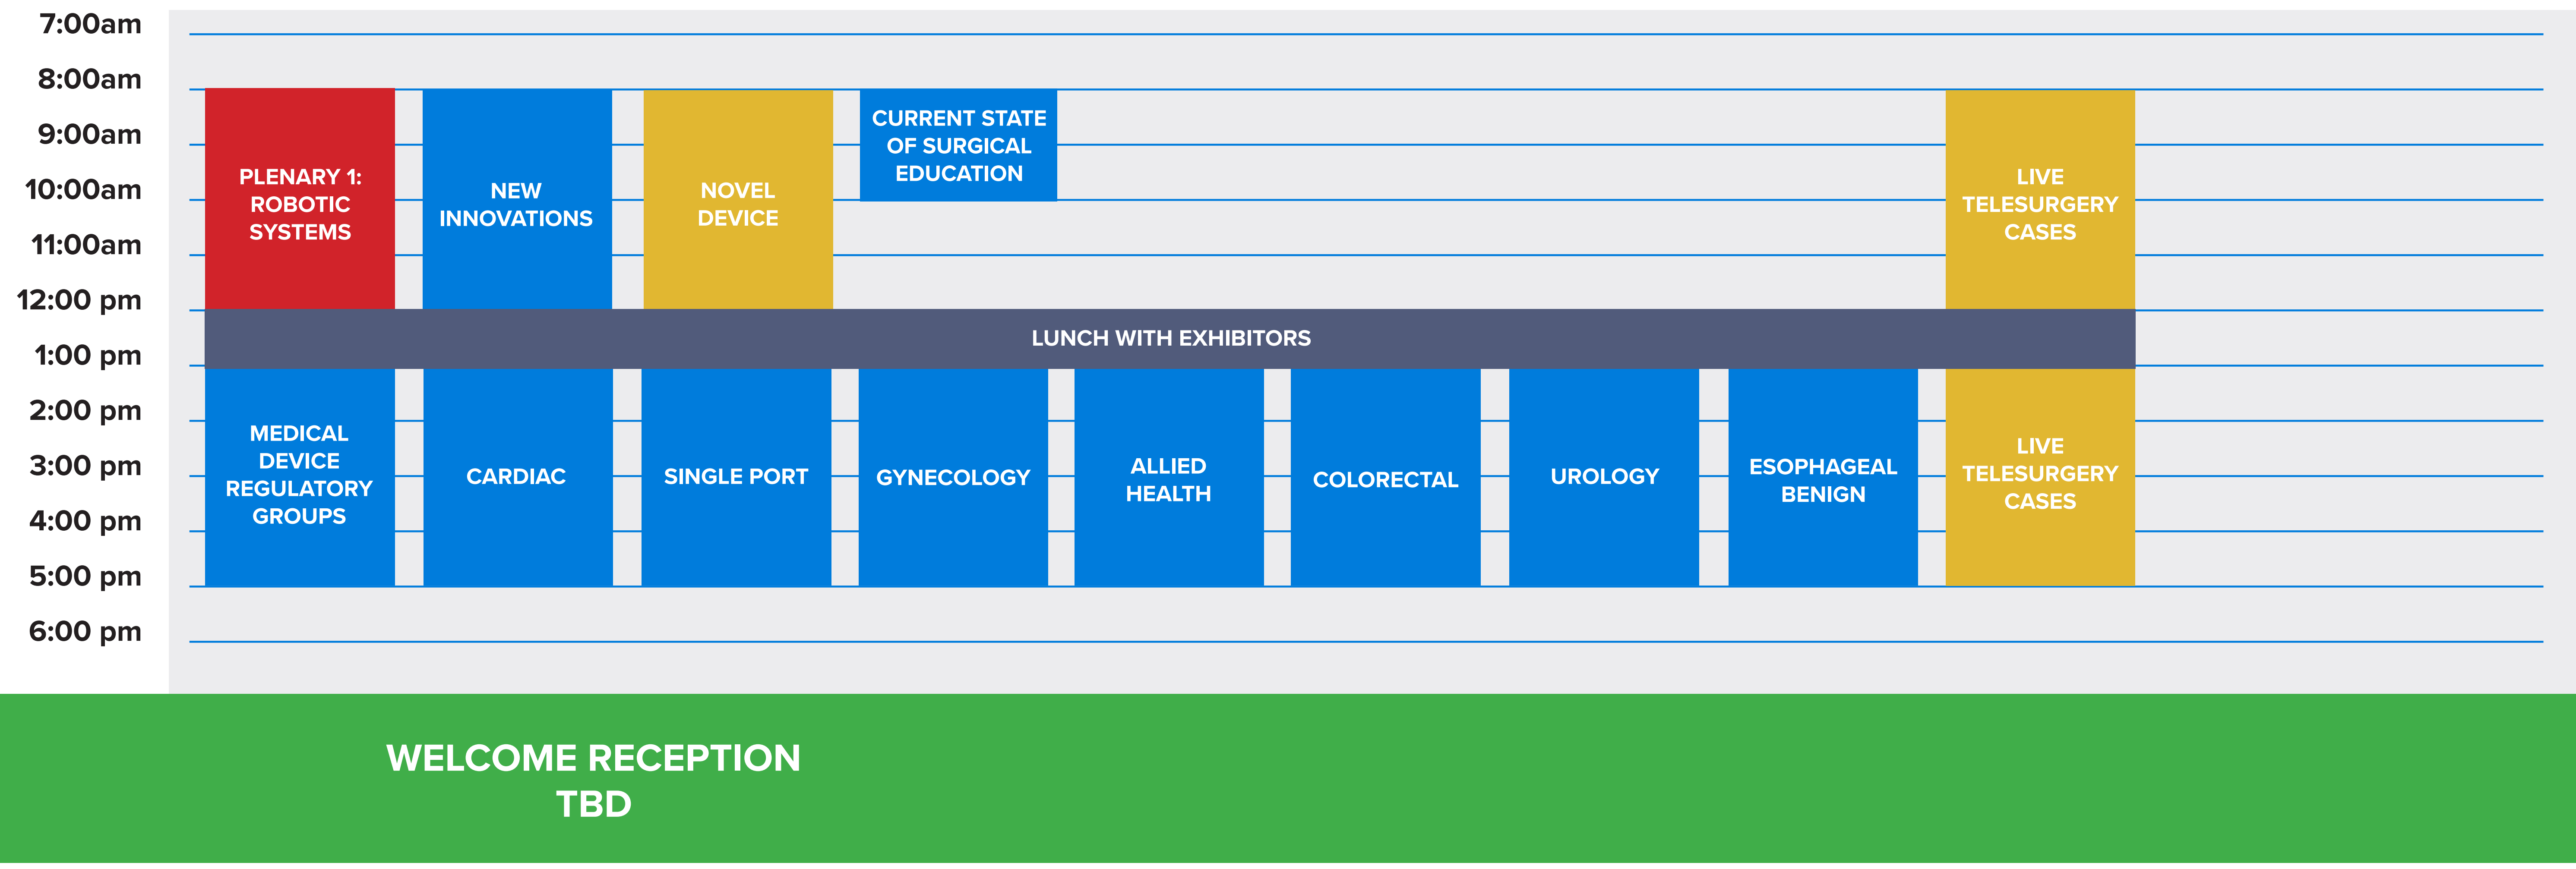 7:00am
8:00am
9:00am
10:00am
11:00am
12:00 pm
1:00 pm
2:00 pm
3:00 pm
4:00 pm
5:00 pm
6:00 pm
PLENARY 1:
ROBOTIC
SYSTEMS
NEW
INNOVATIONS
NOVEL
DEVICE
CURRENT STATE
OF SURGICAL
EDUCATION
LIVE
TELESURGERY
CASES
LUNCH WITH EXHIBITORS
MEDICAL
DEVICE
REGULATORY
GROUPS
CARDIAC
SINGLE PORT
GYNECOLOGY
ALLIED
HEALTH
COLORECTAL
UROLOGY
ESOPHAGEAL
BENIGN
LIVE
TELESURGERY
CASES
WELCOME RECEPTION
TBD